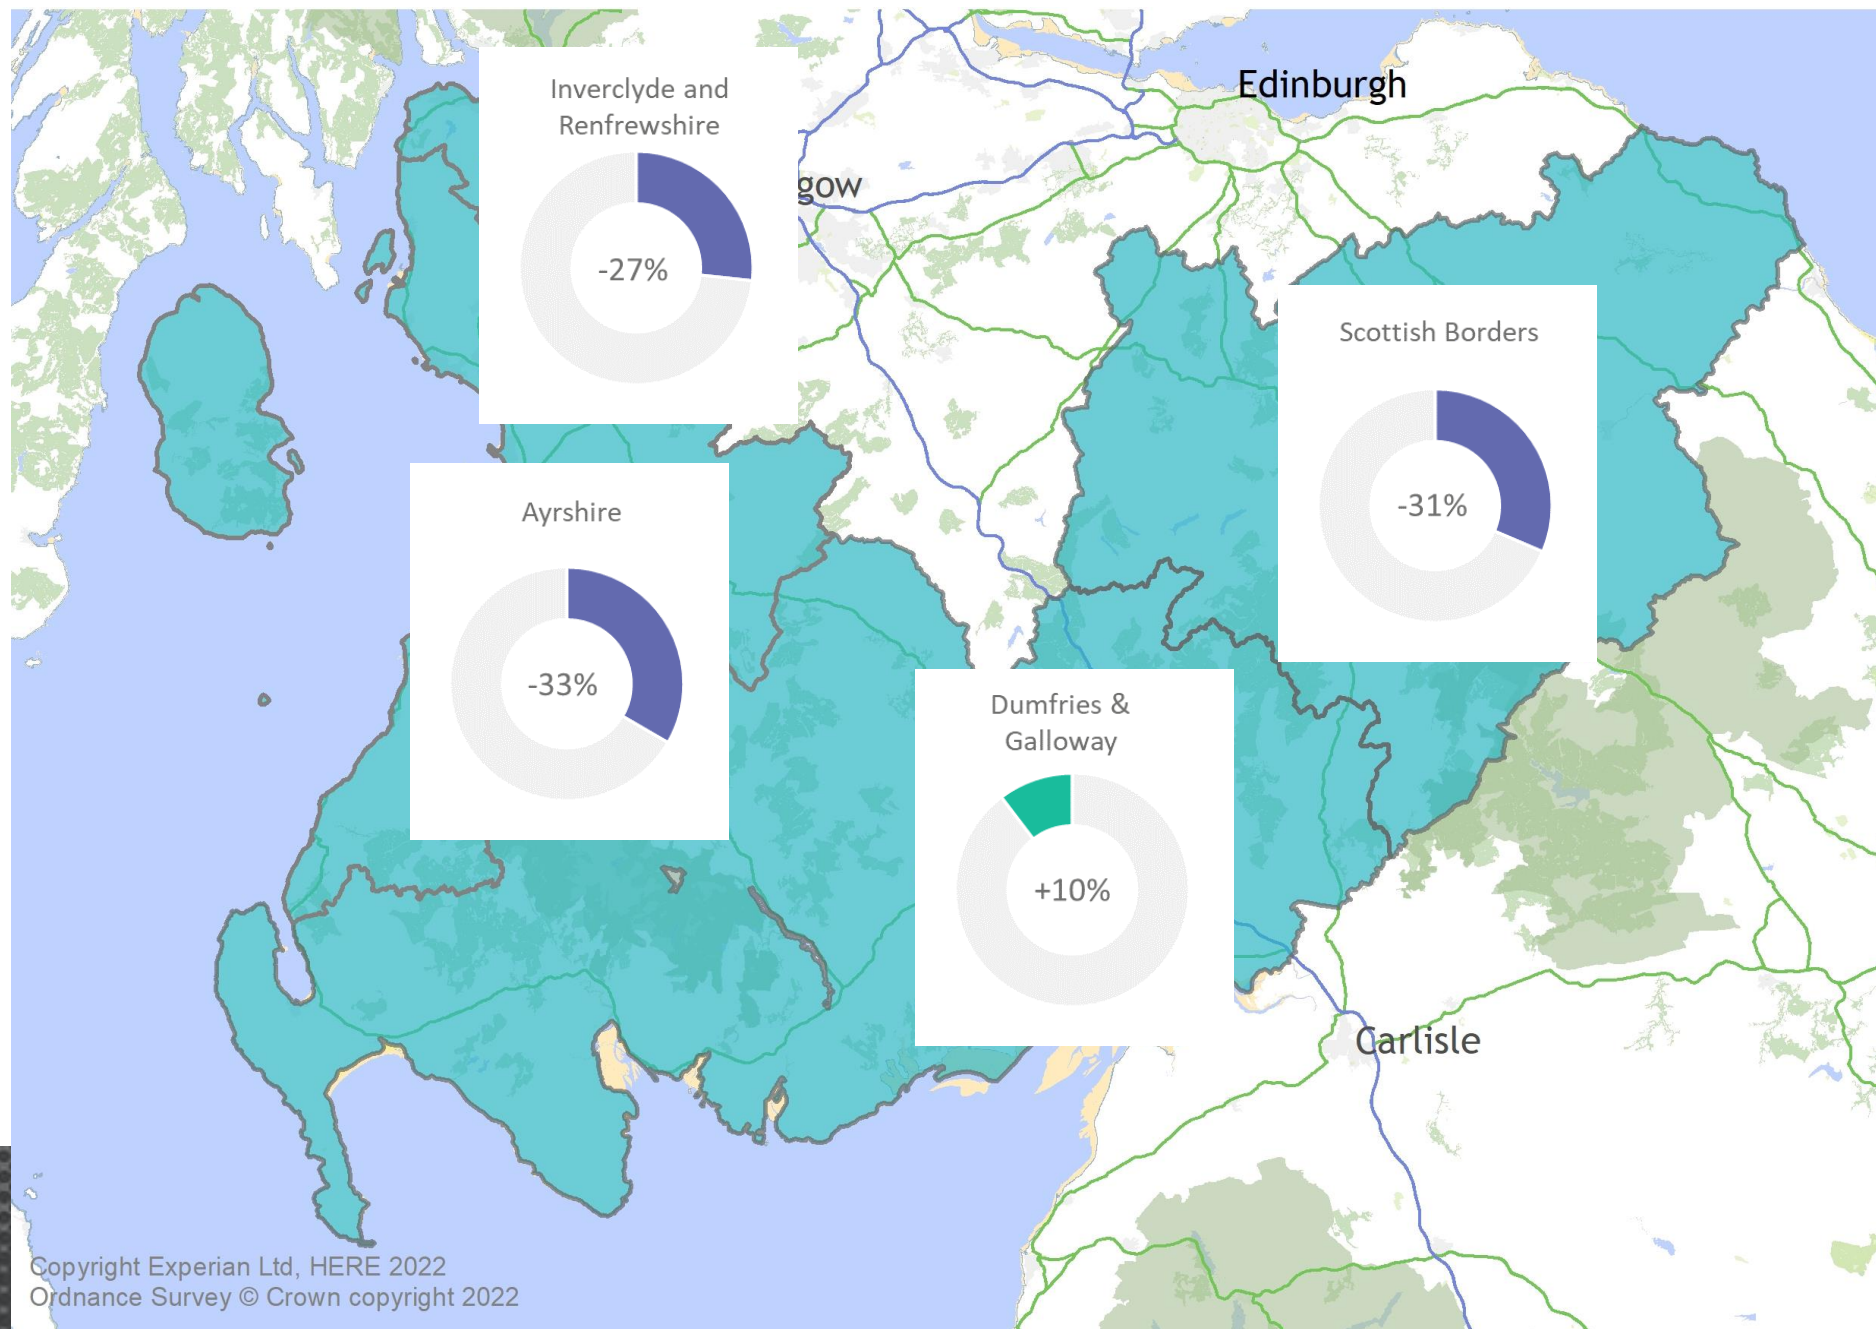 Edinburgh
Inverclyde and
Renfrewshire
-27%
gow
Scottish Borders
-31%
Ayrshire
-33%
Dumfries &
Galloway
+10%
Carlisle
Copyright Experian Ltd, HERE 2022
Ordnance Survey © Crown copyright 2022